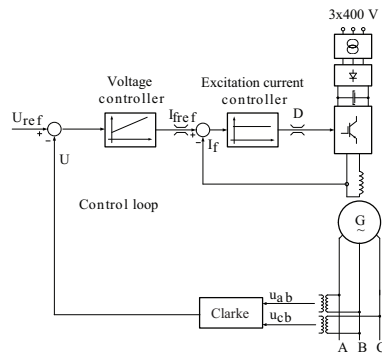 3x400 V
Voltage
controller
Excitation current
controller
Uref
+
−
U
Ifref
+
−
If
D
Control loop
G
~
Clarke
uab
ucb
A B C